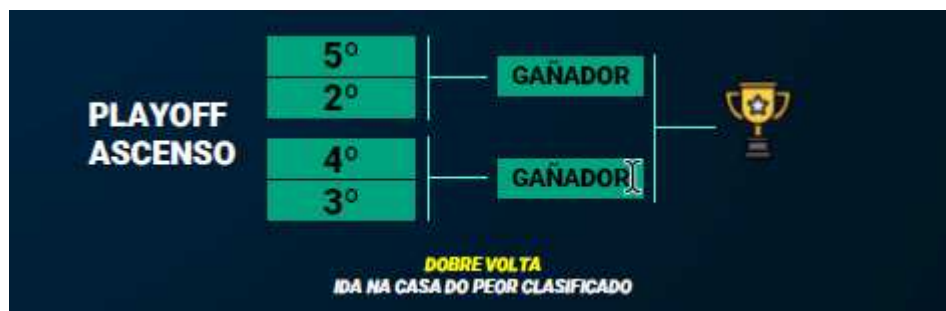 PLAYOFF
ASCENSO
5º
2º
4º
3º
GAÑADOR
GAÑADOR
DOBRE VOLTA
IDA NA CASA DO PEOR CLASIFICADO